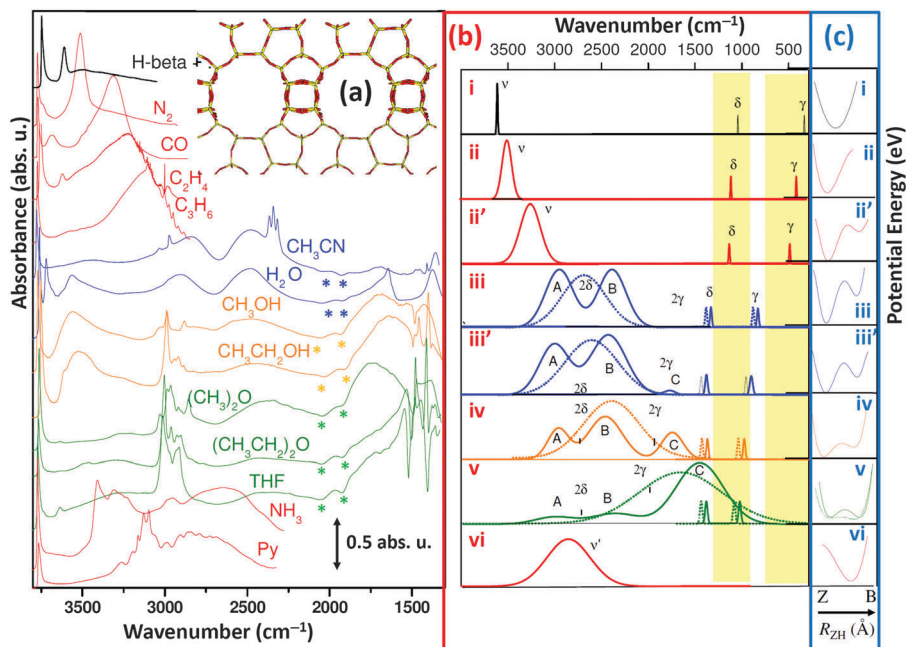 (a)
H-beta + :
N2
CO
C2H4
C3H6
CH3CN
H2O
* *
* *
CH3OH
CH3CH2OH
* *
*
(CH3)2O
* *
(CH3CH2)2O
* *
THF
* *
NH3
Py
0.5 abs. u.
Absorbance (abs. u.)
3500 3000 2500 2000 1500
Wavenumber (cm−1)
(b)
Wavenumber (cm−1)
3500 3000 2500 2000 1500 1000 500
i ν δ γ
ii ν δ γ
ii’ ν δ γ
iii A 2δ B 2γ δ γ
iii’ A 2δ B 2γ C
iv A 2δ B 2γ C
v A 2δ B 2γ C
vi ν’
(c)
i
ii
ii’
iii
iii’
iv
v
vi
Potential Energy (eV)
Z B
RZH (Å)